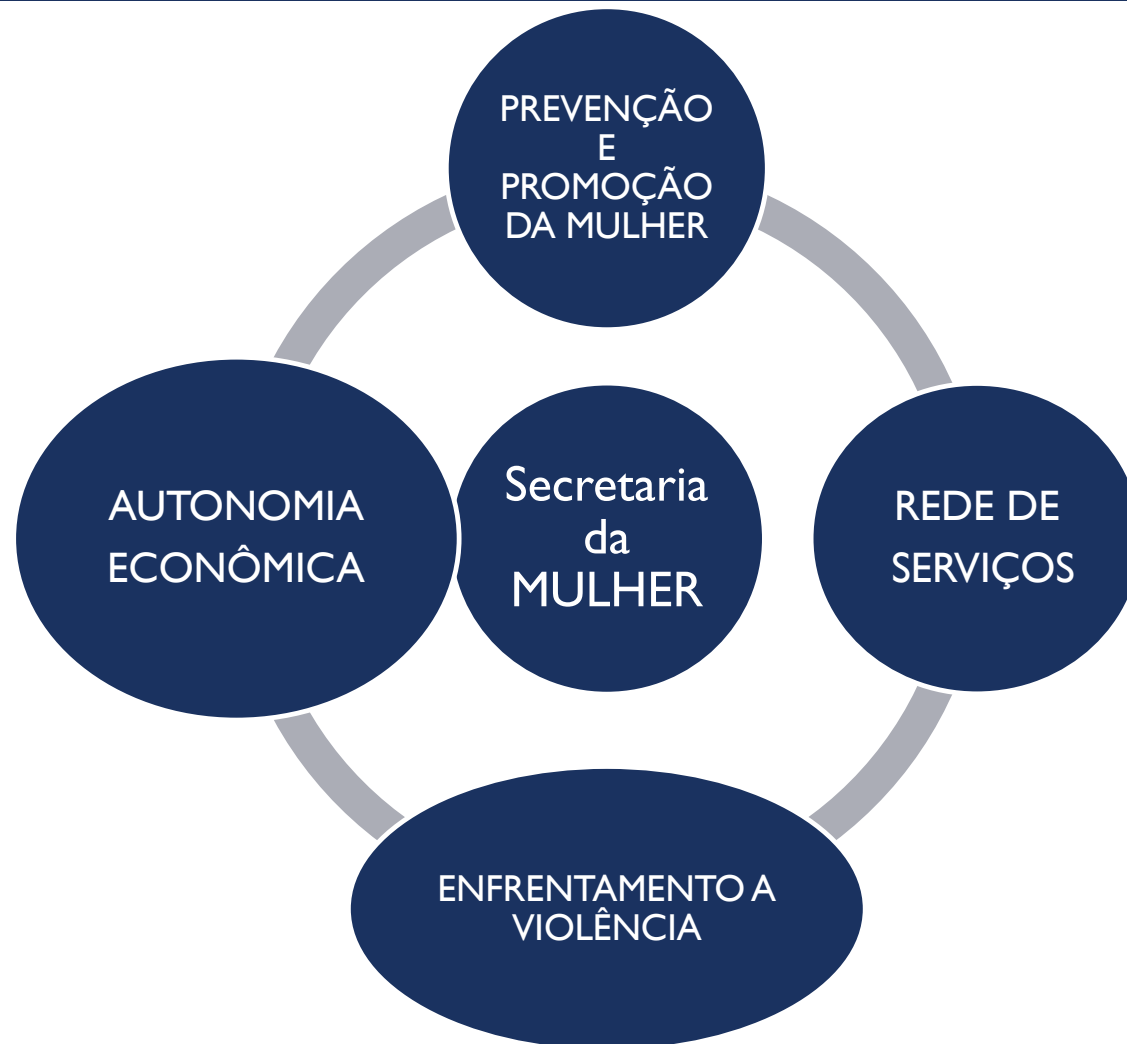 PREVENÇÃO
E
PROMOÇÃO
DA MULHER
AUTONOMIA
ECONÔMICA
Secretaria
da
MULHER
REDE DE
SERVIÇOS
ENFRENTAMENTO A
VIOLÊNCIA